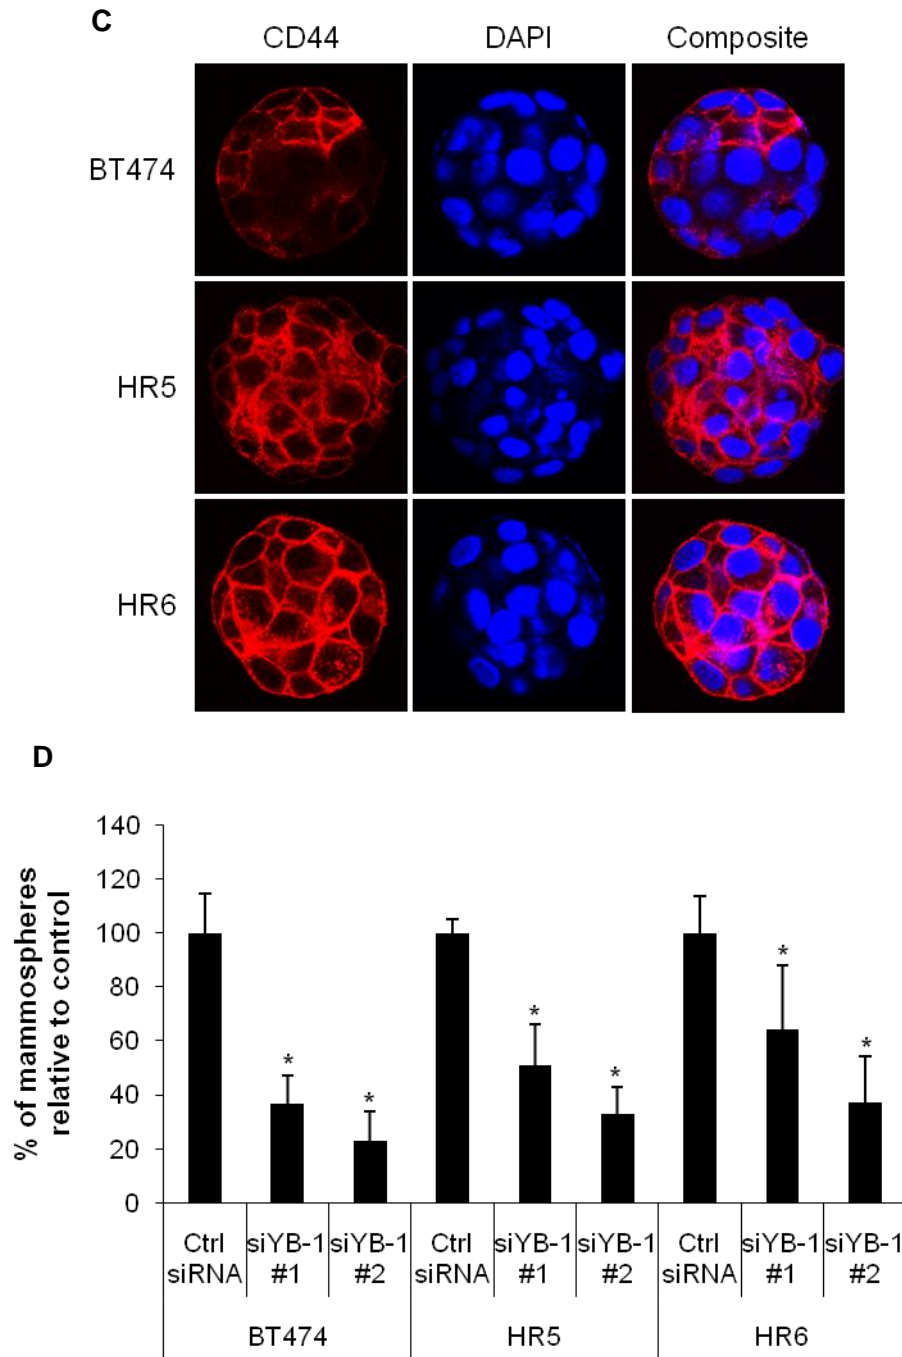 C
CD44 DAPI Composite
BT474
HR5
HR6
D
% of mammospheres
relative to control
140
120
100
80
60
40
20
0
* * * * * *
Ctrl siYB-1 siYB-1 Ctrl siYB-1 siYB-1 Ctrl siYB-1 siYB-1
siRNA #1 #2 siRNA #1 #2 siRNA #1 #2
BT474 HR5 HR6